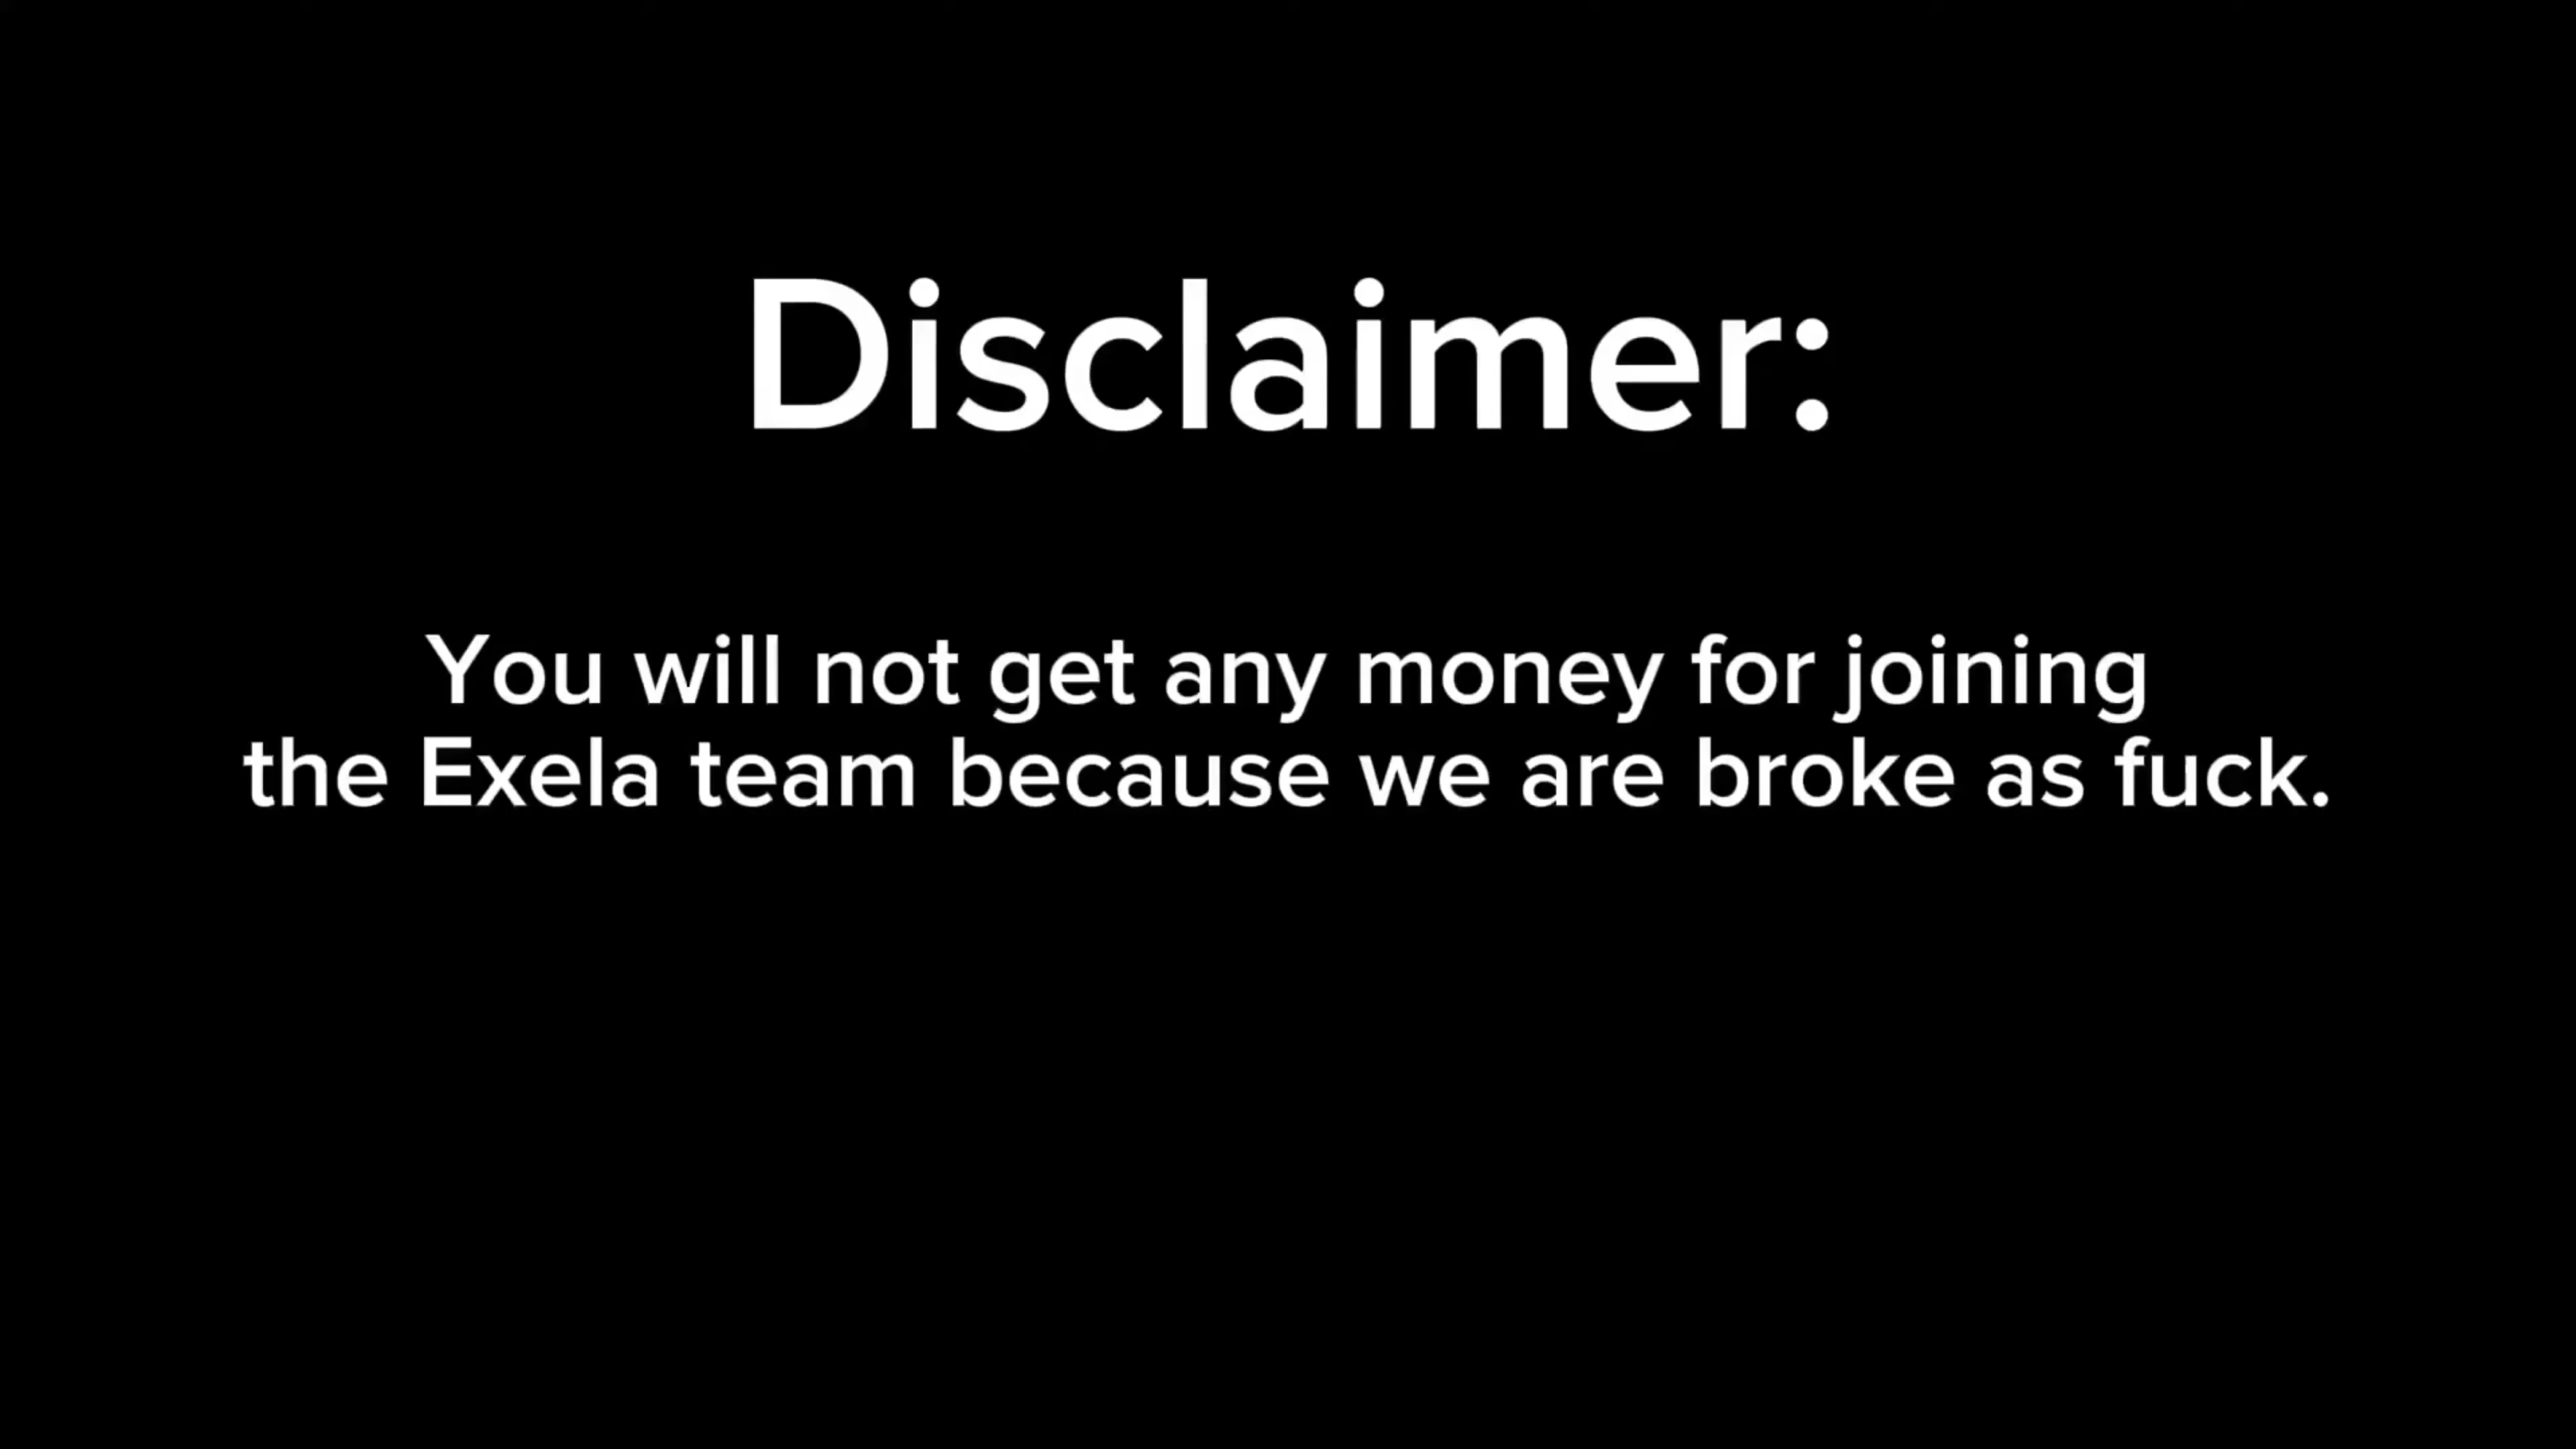 Disclaimer:
You will not get any money for joining
the Exela team because we are broke as fuck.